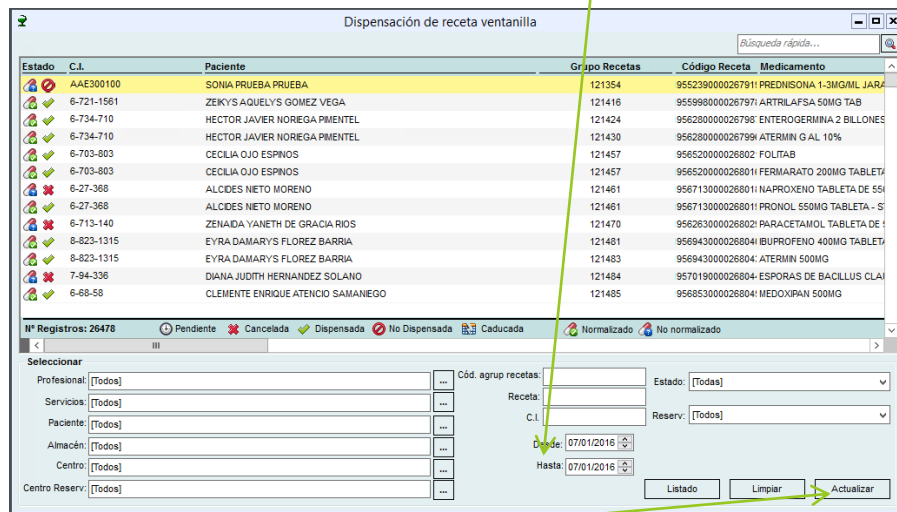 Dispensación de receta ventanilla
Búsqueda rápida...
Estado C.I. Paciente Grupo Recetas Código Receta Medicamento
AAE300100 SONIA PRUEBA PRUEBA 121354 PREDNISONA 1-3MG/ML JARA
6-721-1561 ZEIKYS AQUELYS GOMEZ VEGA 121416 ARTRILAFSA 50MG TAB
6-734-710 HECTOR JAVIER NORIEGA PIMENTEL 121424 ENTEROGERMINA 2 BILLONES
6-734-710 HECTOR JAVIER NORIEGA PIMENTEL 121430 ATERMIN G AL 10%
6-703-803 CECILIA OJO ESPINOS 121457 FOLITAB
6-703-803 CECILIA OJO ESPINOS 121457 FERMARATO 200MG TABLETA
6-27-368 ALCIDES NIETO MORENO 121461 NAPROXENO TABLETA DE 550
6-27-368 ALCIDES NIETO MORENO 121461 PRONOL 550MG TABLETA - S
6-713-140 ZENAIDA YANETH DE GRACIA RIOS 121470 PARACETAMOL TABLETA DE
8-823-1315 EYRA DAMARYS FLOREZ BARRIA 121481 IBUPROFENO 400MG TABLETA
8-823-1315 EYRA DAMARYS FLOREZ BARRIA 121483 ATERMIN 500MG
7-94-336 DIANA JUDITH HERNANDEZ SOLANO 121484 ESPORAS DE BACILLUS CLAU
6-68-58 CLEMENTE ENRIQUE ATENCIO SAMANIEGO 121485 MEDOXIPAN 500MG
Nº Registros: 26478 Pendiente Cancelada Dispensada No Dispensada Caducada Normalizado No normalizado
Seleccionar
Profesional: [Todos] ... Cód. agrup recetas: Estado: [Todas]
Servicios: [Todos] ... Receta:
Paciente: [Todos] ... C.I. Reserv: [Todos]
Almacén: [Todos] ... Desde: 07/01/2016
Centro: [Todos] ... Hasta: 07/01/2016
Centro Reserv: [Todos] ... Listado Limpiar Actualizar